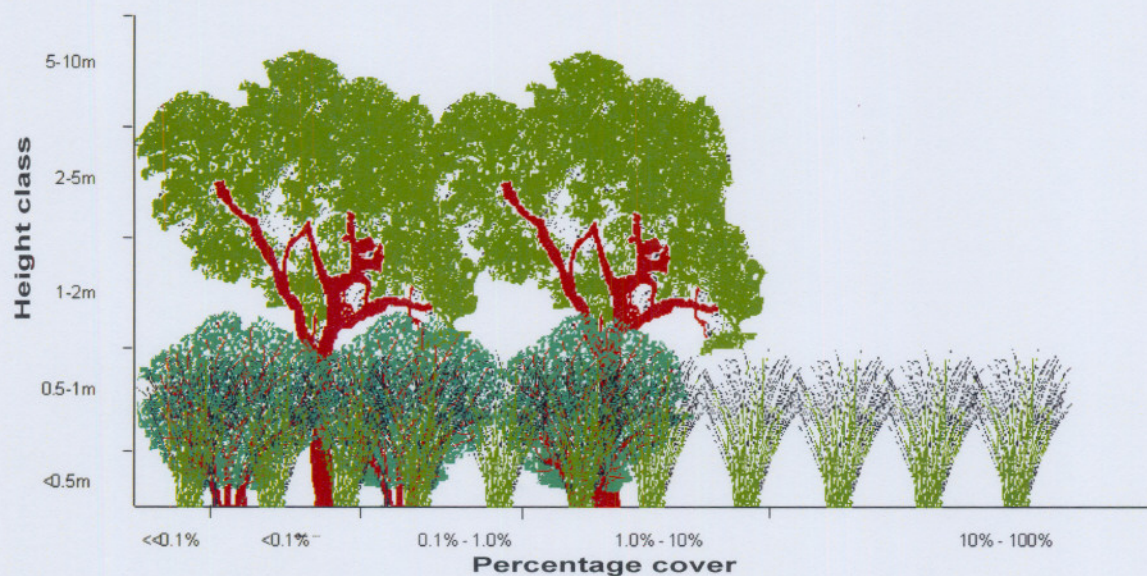 5-10m
2-5m
1-2m
0.5-1m
<0.5m
Height class
<<0.1%
<0.1%
0.1% - 1.0%
1.0% - 10%
10% - 100%
Percentage cover